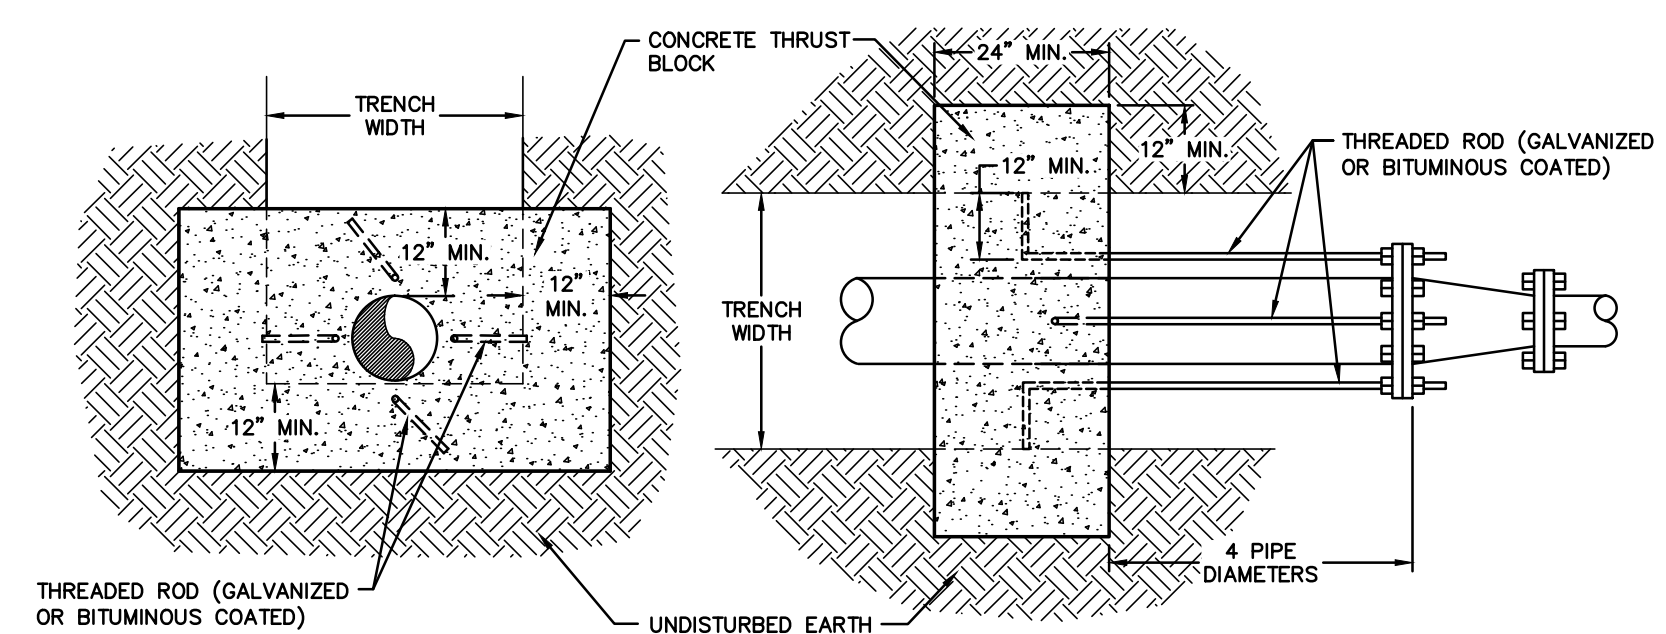 CONCRETE THRUST
BLOCK
24” MIN.
TRENCH
WIDTH
12” MIN.
12” MIN.
THREADED ROD (GALVANIZED
OR BITUMINOUS COATED)
12” MIN.
12”
MIN.
TRENCH
WIDTH
12” MIN.
4 PIPE
DIAMETERS
THREADED ROD (GALVANIZED
OR BITUMINOUS COATED)
UNDISTURBED EARTH